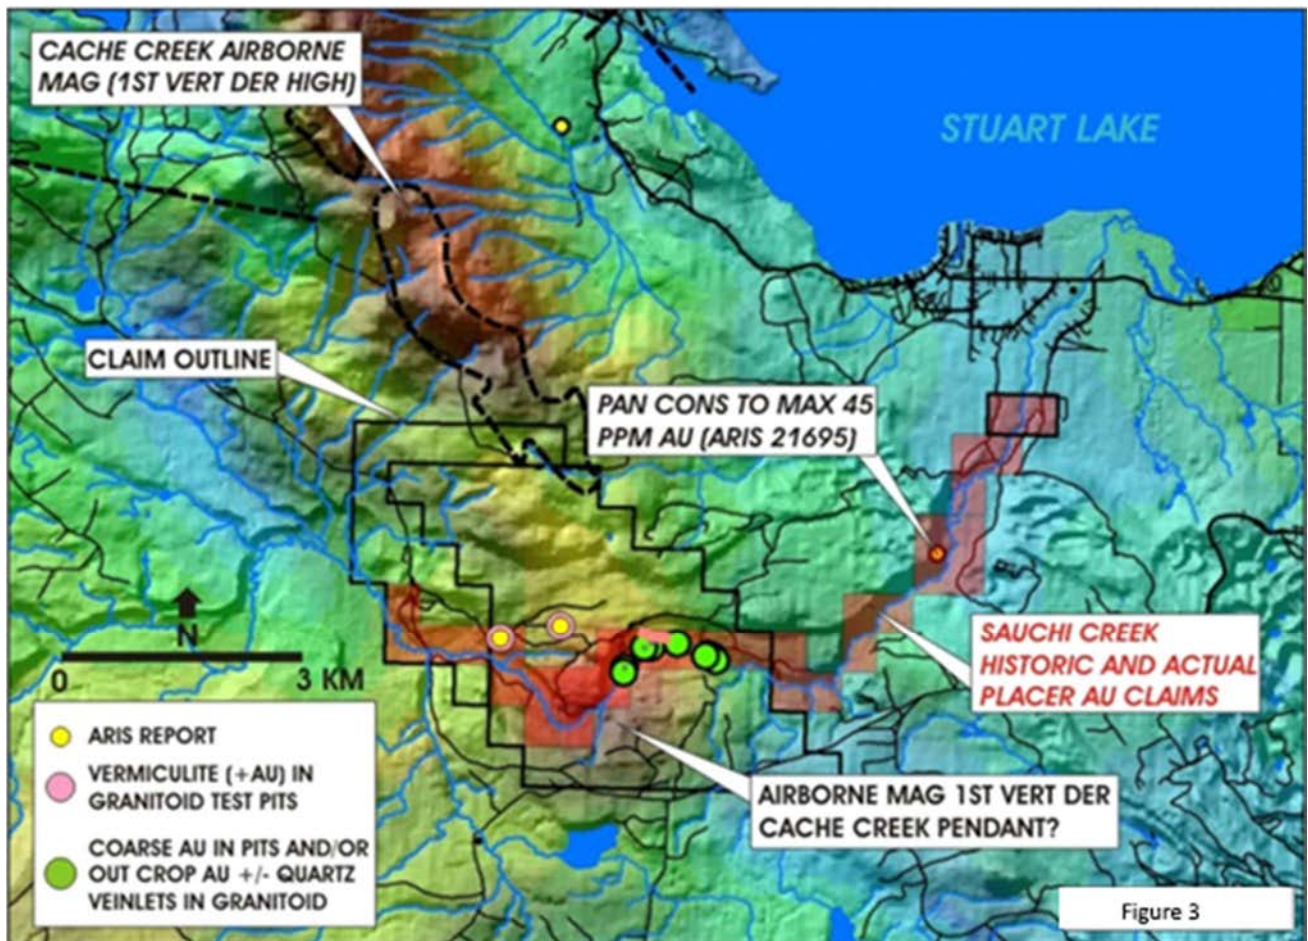 CACHE CREEK AIRBORNE
MAG (1ST VERT DER HIGH)
STUART LAKE
CLAIM OUTLINE
PAN CONS TO MAX 45
PPM AU (ARIS 21695)
N
0 3 KM
SAUCHI CREEK
HISTORIC AND ACTUAL
PLACER AU CLAIMS
ARIS REPORT
VERMICULITE (+AU) IN
GRANITOID TEST PITS
COARSE AU IN PITS AND/OR
OUT CROP AU +/- QUARTZ
VEINLETS IN GRANITOID
AIRBORNE MAG 1ST VERT DER
CACHE CREEK PENDANT?
Figure 3